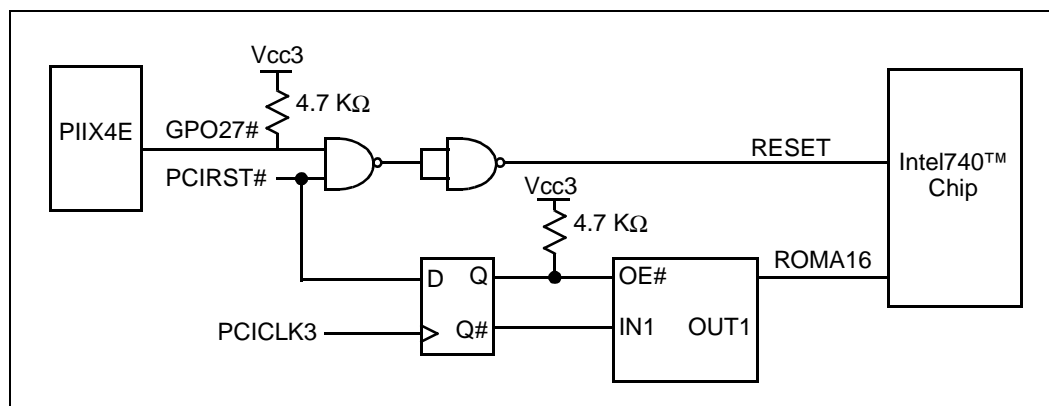 Vcc3
4.7 KΩ
PIIX4E
GPO27#
PCIRST#
RESET
Intel740™
Chip
Vcc3
4.7 KΩ
ROMA16
D
Q
OE#
PCICLK3
Q#
IN1
OUT1